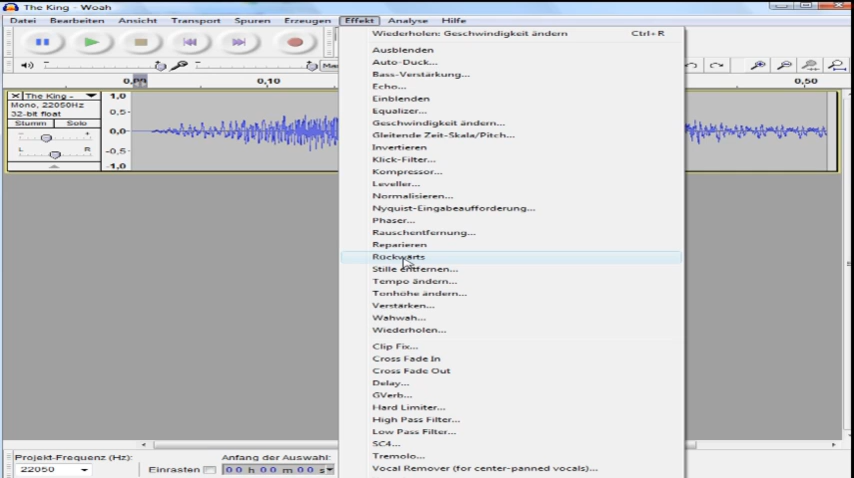 The King - Woah
Datei Bearbeiten Ansicht Transport Spuren Erzeugen Effekt Analyse Hilfe
Wiederholen: Geschwindigkeit ändern Ctrl+R
Ausblenden
Auto-Duck...
Bass-Verstärkung...
Echo...
Einblenden
Equalizer...
Geschwindigkeit ändern...
Gleitende Zeit-Skala/Pitch...
Invertieren
Klick-Filter...
Kompressor...
Leveller...
Normalisieren...
Nyquist-Eingabeaufforderung...
Phaser...
Rauschentfernung...
Reparieren
Rückwärts
Stille entfernen...
Tempo ändern...
Tonhöhe ändern...
Verstärken...
Wahwah...
Wiederholen...
Clip Fix...
Cross Fade In
Cross Fade Out
Delay...
GVerb...
Hard Limiter...
High Pass Filter...
Low Pass Filter...
SC4...
Tremolo...
Vocal Remover (for center-panned vocals)...
L R
0,10 0,50
The King -
Mono, 22050Hz
32-bit float
Stumm Solo
- +
L R
1,0
0,5
0,0
-0,5
-1,0
Projekt-Frequenz (Hz):
22050
Einrasten
Anfang der Auswahl:
00 h 00 m 00 s